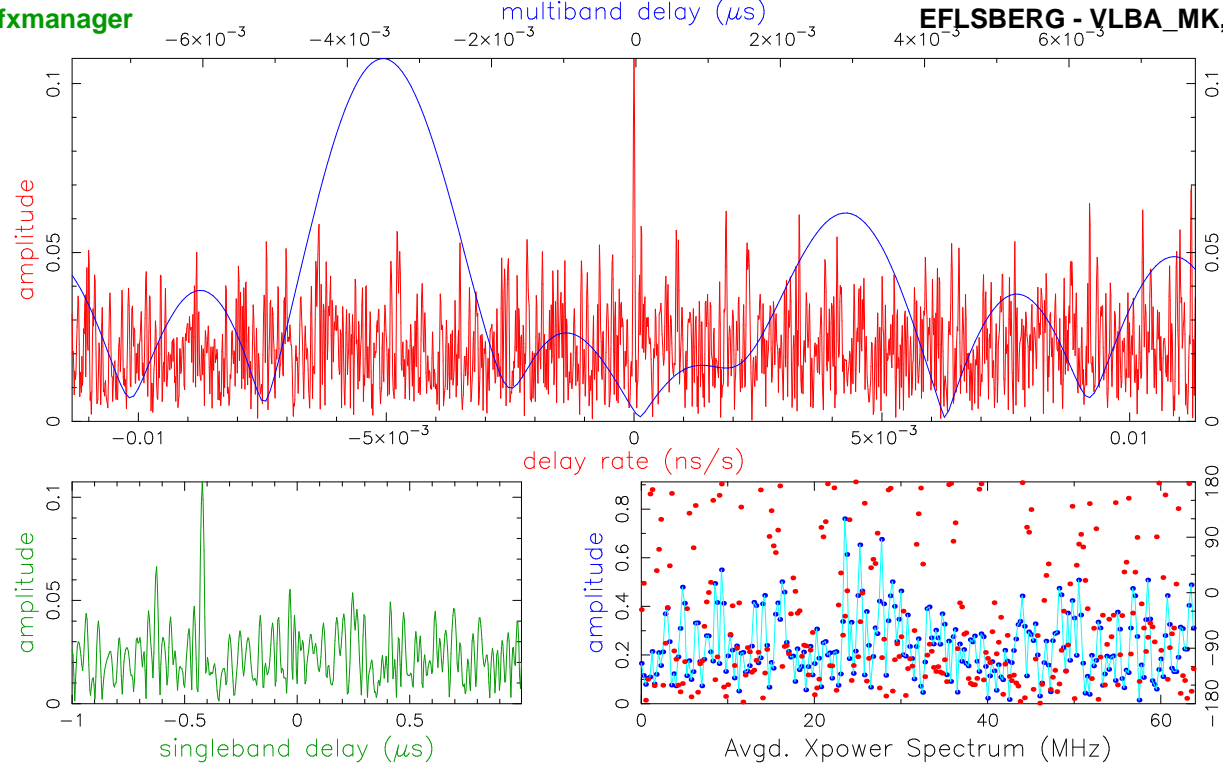 fxmanager
multiband delay (μs)
EFLSBERG - VLBA_MK,
−6×10⁻³ −4×10⁻³ −2×10⁻³ 0 2×10⁻³ 4×10⁻³ 6×10⁻³
amplitude
0 0.05 0.1
0 0.05 0.1
−0.01 −5×10⁻³ 0 5×10⁻³ 0.01
delay rate (ns/s)
amplitude
0 0.05 0.1
−1 −0.5 0 0.5
singleband delay (μs)
amplitude
0 0.2 0.4 0.6 0.8
−180 −90 0 90 180
0 20 40 60
Avgd. Xpower Spectrum (MHz)